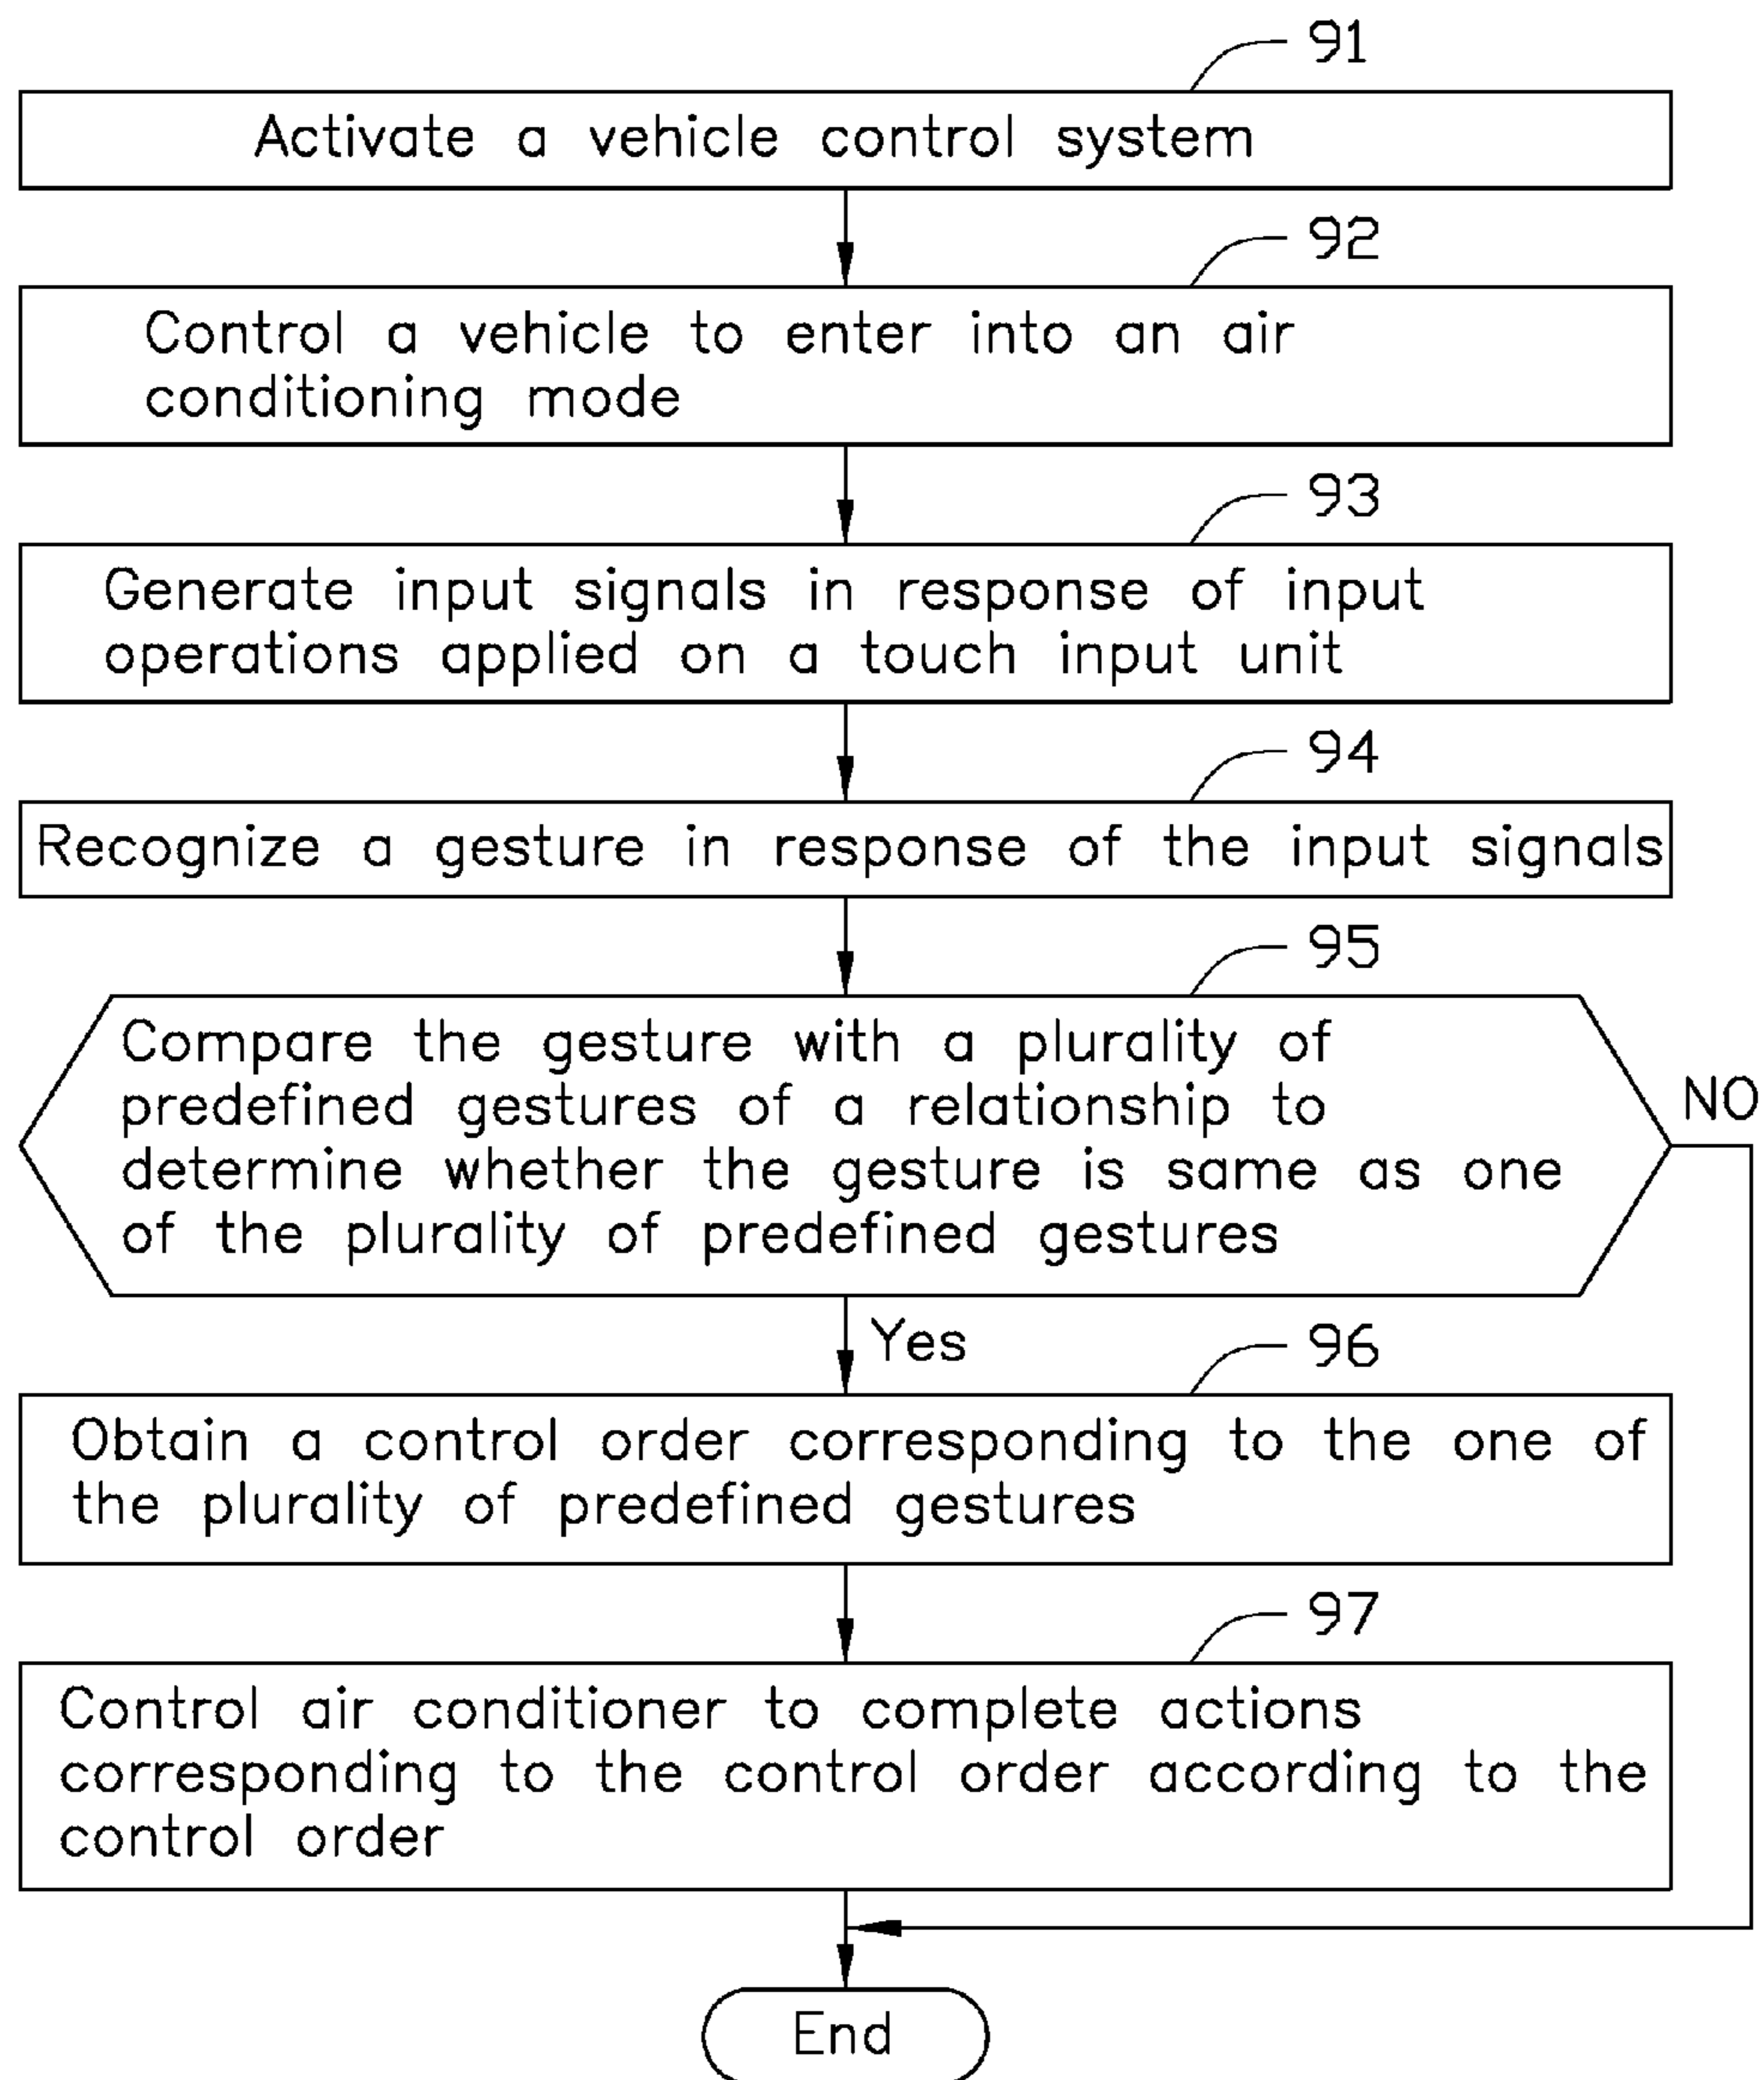 91
Activate a vehicle control system
92
Control a vehicle to enter into an air
conditioning mode
93
Generate input signals in response of input
operations applied on a touch input unit
94
Recognize a gesture in response of the input signals
95
Compare the gesture with a plurality of
predefined gestures of a relationship to
determine whether the gesture is same as one
of the plurality of predefined gestures
NO
Yes
96
Obtain a control order corresponding to the one of
the plurality of predefined gestures
97
Control air conditioner to complete actions
corresponding to the control order according to the
control order
End